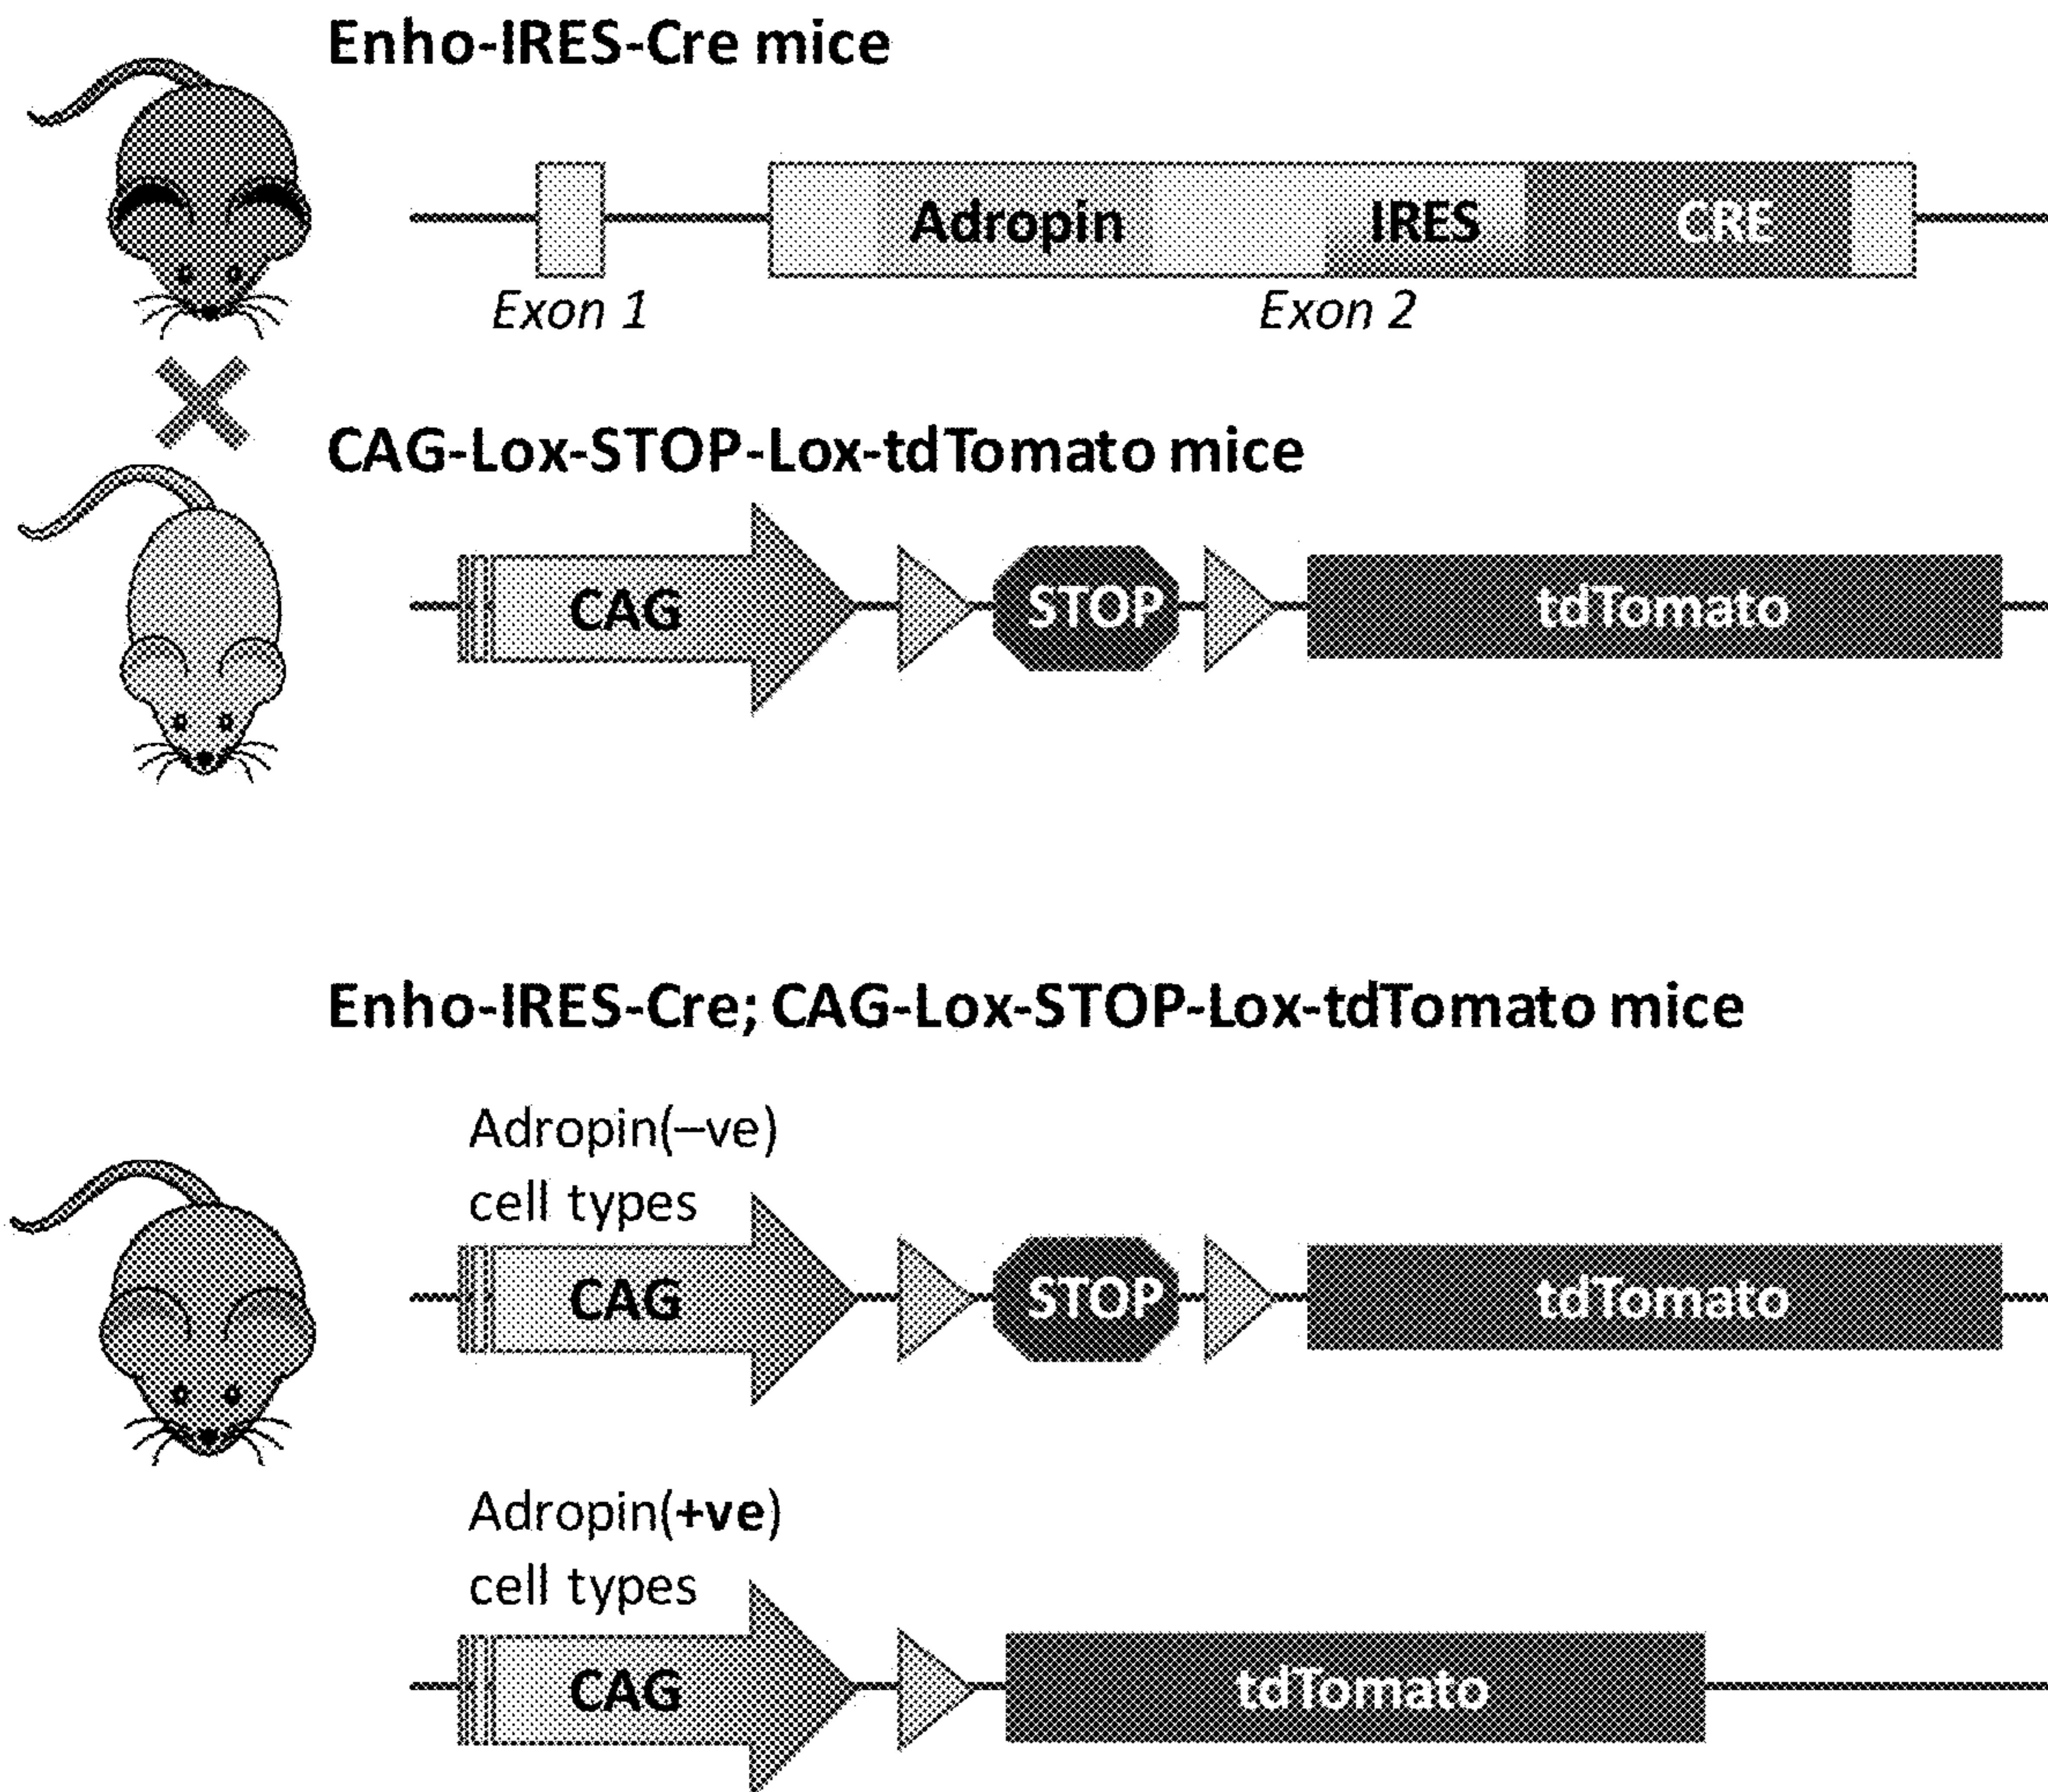 Enho-IRES-Cre mice
Adropin IRES CRE
Exon 1 Exon 2
CAG-Lox-STOP-Lox-tdTomato mice
CAG STOP tdTomato
Enho-IRES-Cre; CAG-Lox-STOP-Lox-tdTomato mice
Adropin(–ve)
cell types
CAG STOP tdTomato
Adropin(+ve)
cell types
CAG tdTomato